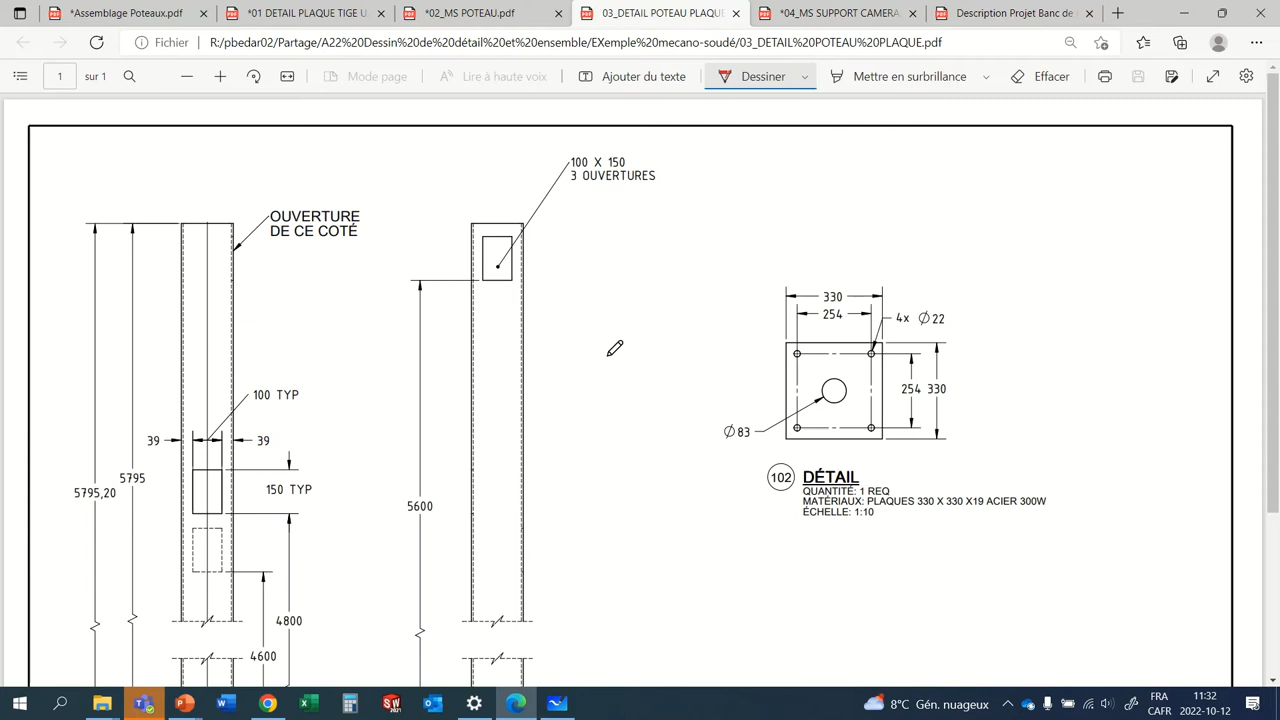 *Assemblage Poteaux.pdf
*01 DETAIL PLAQUE TIGE U
*02_MS POTEAU.pdf
03_DETAIL POTEAU PLAQUE
*04_MS SUPPORT CAMERA
Description Projet Banc de
Fichier
R:/pbedar02/Partage/A22%20Dessin%20de%20détail%20et%20ensemble/EXemple%20mecano-soudé/03_DETAIL%20POTEAU%20PLAQUE.pdf
1
sur 1
Mode page
Lire à haute voix
Ajouter du texte
Dessiner
Mettre en surbrillance
Effacer
100 X 150
3 OUVERTURES
OUVERTURE
DE CE COTÉ
330
254
4x Ø22
254 330
100 TYP
39
39
Ø83
5795
5795,20
150 TYP
5600
102
DÉTAIL
QUANTITÉ: 1 REQ
MATÉRIAUX: PLAQUES 330 X 330 X19 ACIER 300W
ÉCHELLE: 1:10
4800
4600
8°C Gén. nuageux
FRA
CAFR
11:32
2022-10-12